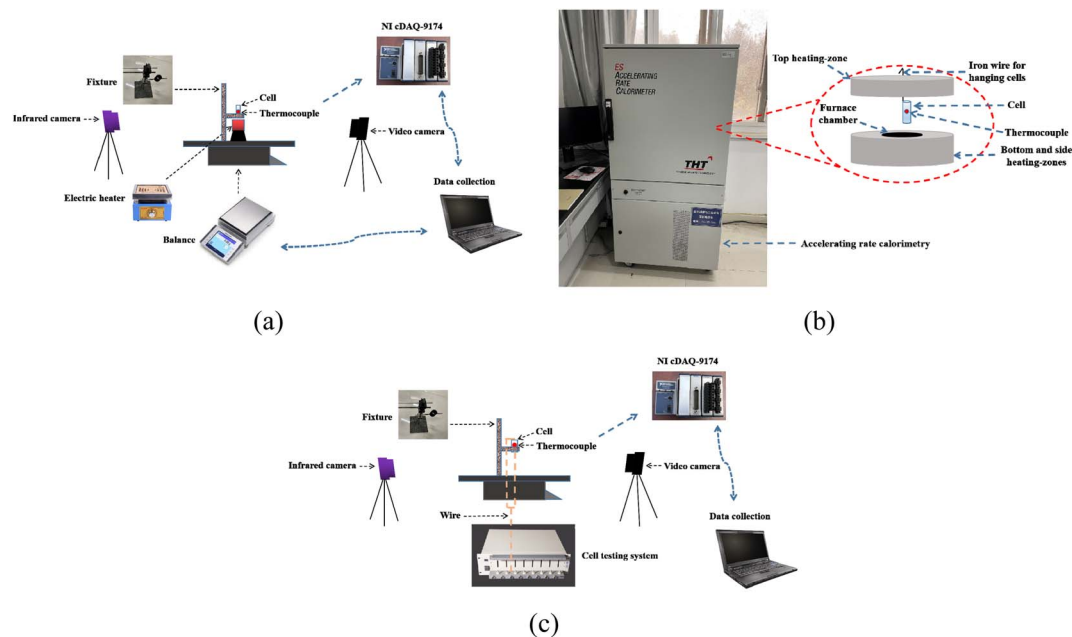 NI cDAQ-9174
Fixture
Cell
Thermocouple
Infrared camera
Video camera
Electric heater
Data collection
Balance
(a)
ES
ACCELERATING
RATE
CALORIMETER
THT
Top heating-zone
Iron wire for
hanging cells
Furnace
chamber
Cell
Thermocouple
Bottom and side
heating-zones
Accelerating rate calorimetry
(b)
NI cDAQ-9174
Fixture
Cell
Thermocouple
Infrared camera
Video camera
Wire
Data collection
Cell testing system
(c)